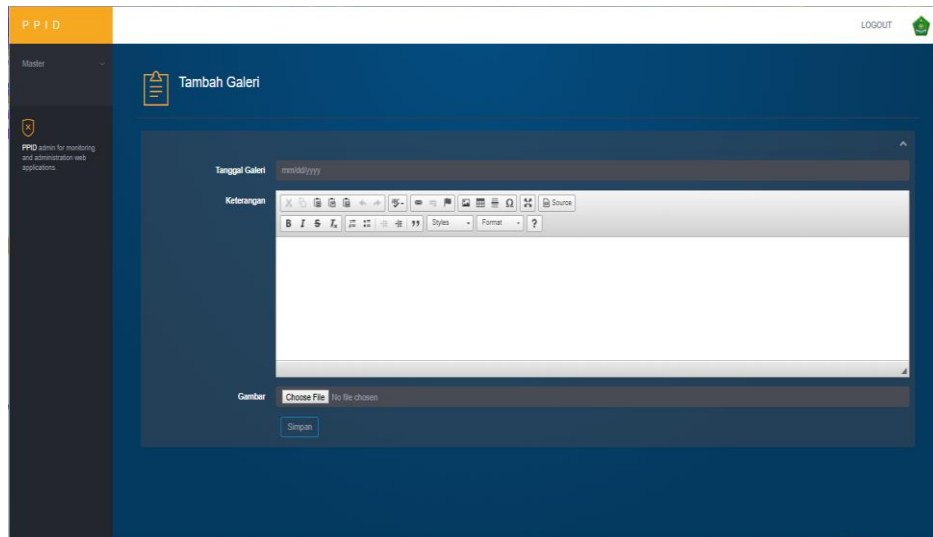 PPID
LOGOUT
Master
Tambah Galeri
PPID admin for monitoring
and administration web
applications.
Tanggal Galeri mm/dd/yyyy
Keterangan
Source
B I S Tx Styles Format ?
Gambar Choose File No file chosen
Simpan